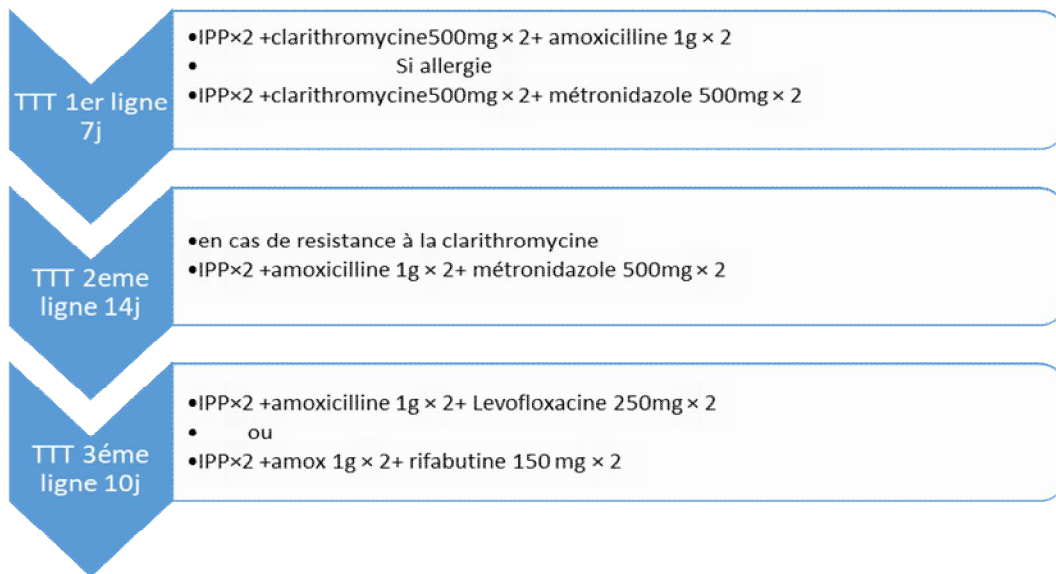 TTT 1er ligne
7j
•IPP×2 +clarithromycine500mg × 2+ amoxicilline 1g × 2
• Si allergie
•IPP×2 +clarithromycine500mg × 2+ métronidazole 500mg × 2
TTT 2eme
ligne 14j
•en cas de resistance à la clarithromycine
•IPP×2 +amoxicilline 1g × 2+ métronidazole 500mg × 2
TTT 3éme
ligne 10j
•IPP×2 +amoxicilline 1g × 2+ Levofloxacine 250mg × 2
• ou
•IPP×2 +amox 1g × 2+ rifabutine 150 mg × 2